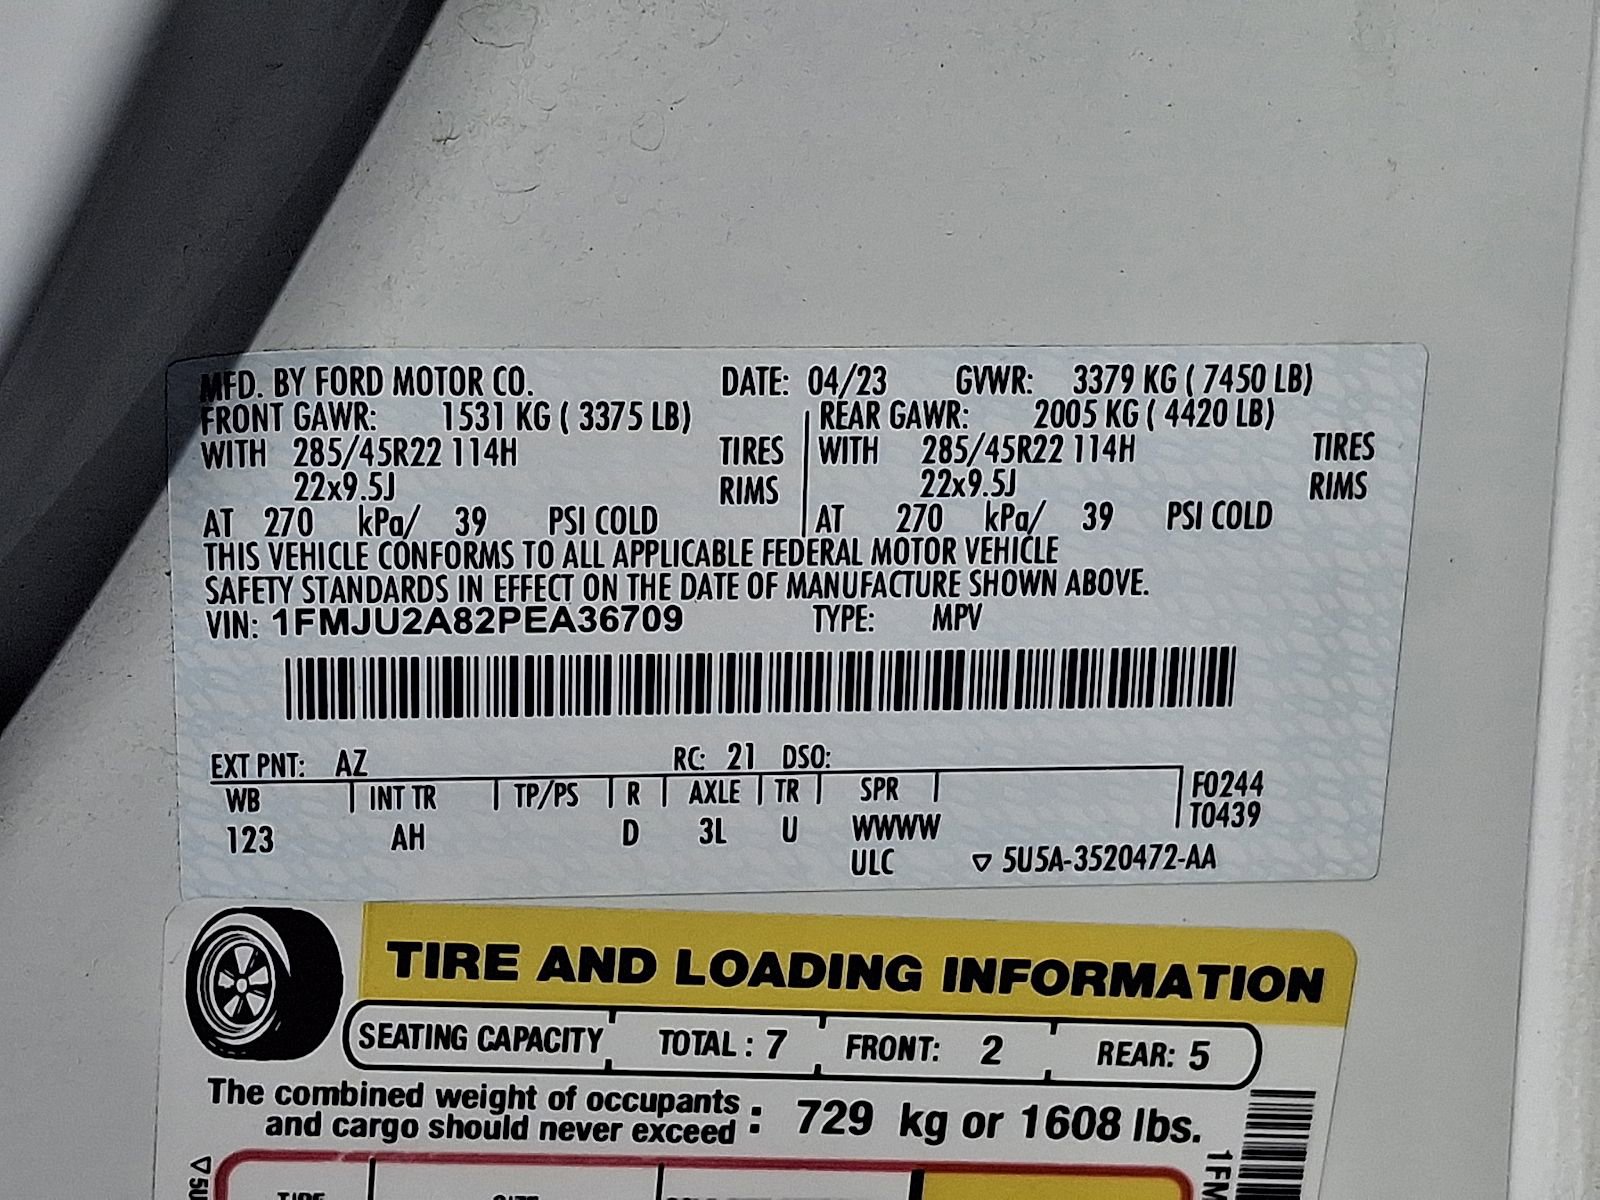 MFD. BY FORD MOTOR CO. DATE: 04/23 GVWR: 3379 KG ( 7450 LB)
FRONT GAWR: 1531 KG ( 3375 LB) REAR GAWR: 2005 KG ( 4420 LB)
WITH 285/45R22 114H TIRES WITH 285/45R22 114H TIRES
22x9.5J RIMS 22x9.5J RIMS
AT 270 kPa/ 39 PSI COLD AT 270 kPa/ 39 PSI COLD
THIS VEHICLE CONFORMS TO ALL APPLICABLE FEDERAL MOTOR VEHICLE
SAFETY STANDARDS IN EFFECT ON THE DATE OF MANUFACTURE SHOWN ABOVE.
VIN: 1FMJU2A82PEA36709 TYPE: MPV
EXT PNT: AZ RC: 21 DSO:
WB INT TR TP/PS R AXLE TR SPR F0244
T0439
123 AH D 3L U WWWW
ULC ▽ 5U5A-3520472-AA
TIRE AND LOADING INFORMATION
SEATING CAPACITY TOTAL : 7 FRONT: 2 REAR: 5
The combined weight of occupants
and cargo should never exceed : 729 kg or 1608 lbs.
▽5U
1FM
TIRE